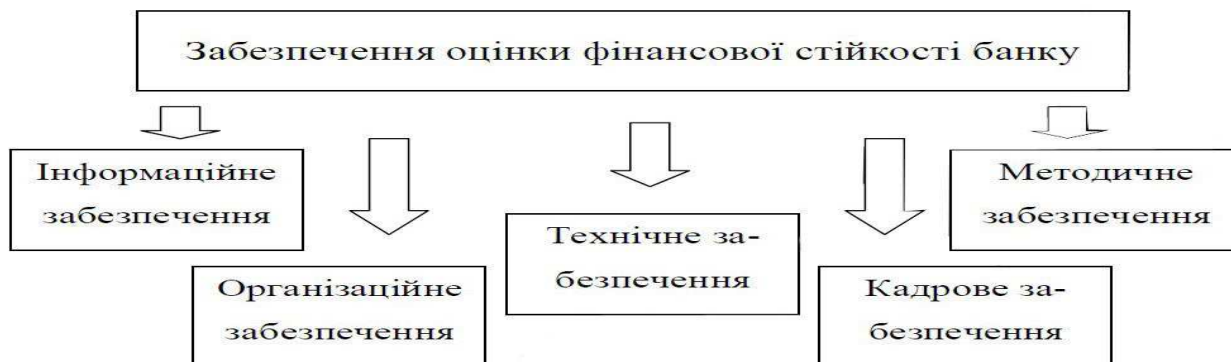 Забезпечення оцінки фінансової стійкості банку
Інформаційне
забезпечення
Організаційне
забезпечення
Технічне за-
безпечення
Кадрове за-
безпечення
Методичне
забезпечення